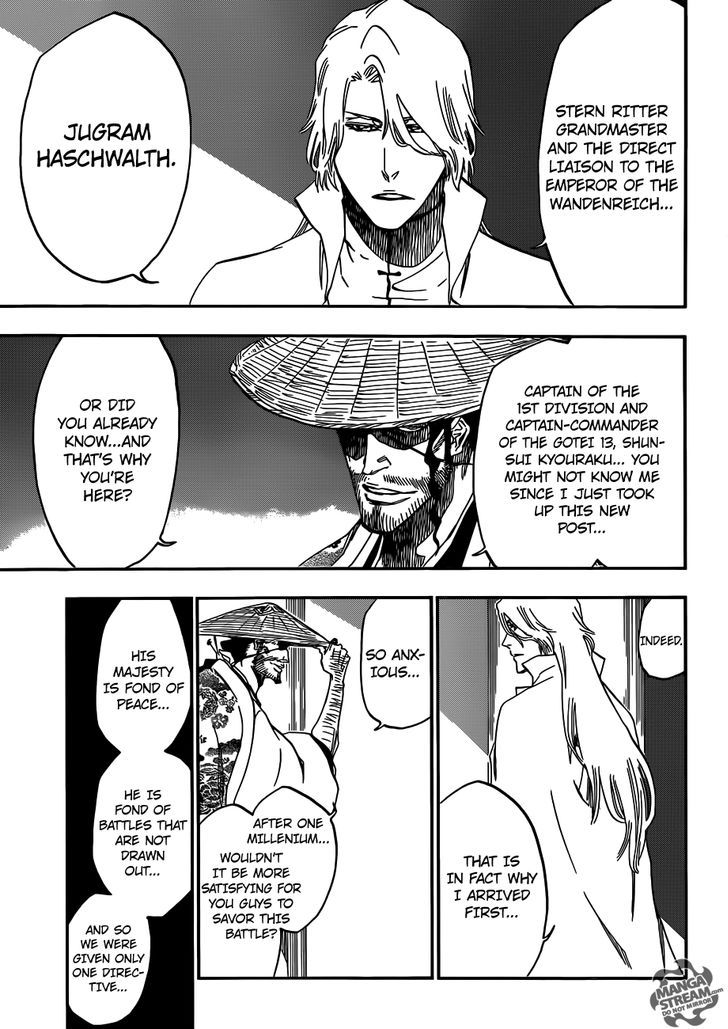 STERN RITTER
GRANDMASTER
AND THE DIRECT
LIAISON TO THE
EMPEROR OF THE
WANDENREICH...
JUGRAM
HASCHWALTH.
CAPTAIN OF THE
1ST DIVISION AND
CAPTAIN-COMMANDER
OF THE GOTEI 13, SHUN-
SUI KYOURAKU... YOU
MIGHT NOT KNOW ME
SINCE I JUST TOOK
UP THIS NEW
POST...
OR DID
YOU ALREADY
KNOW...AND
THAT'S WHY
YOU'RE
HERE?
INDEED.
THAT IS
IN FACT WHY
I ARRIVED
FIRST...
SO ANX-
IOUS...
AFTER ONE
MILLENIUM...
WOULDN'T
IT BE MORE
SATISFYING FOR
YOU GUYS TO
SAVOR THIS
BATTLE?
HIS
MAJESTY
IS FOND OF
PEACE...
HE IS
FOND OF
BATTLES THAT
ARE NOT
DRAWN
OUT...
AND SO
WE WERE
GIVEN ONLY
ONE DIREC-
TIVE...
MANGA
STREAM.com
DO NOT MIRROR